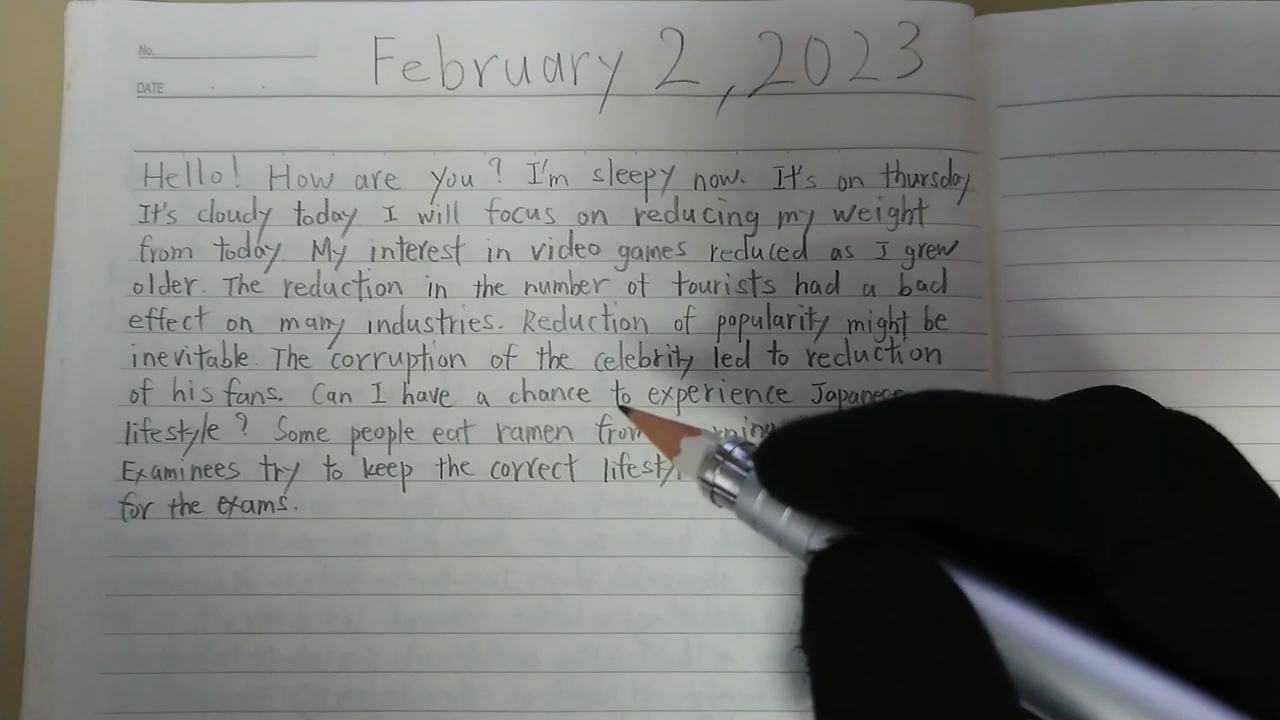 No.
February 2, 2023
DATE
Hello! How are you? I'm sleepy now. It's on thursday
It's cloudy today I will focus on reducing my weight
from today. My interest in video games reduced as I grew
older. The reduction in the number of tourists had a bad
effect on many industries. Reduction of popularity might be
inevitable. The corruption of the celebrity led to reduction
of his fans. Can I have a chance to experience Japanese
lifestyle? Some people eat ramen from
Examinees try to keep the correct
for the exams.